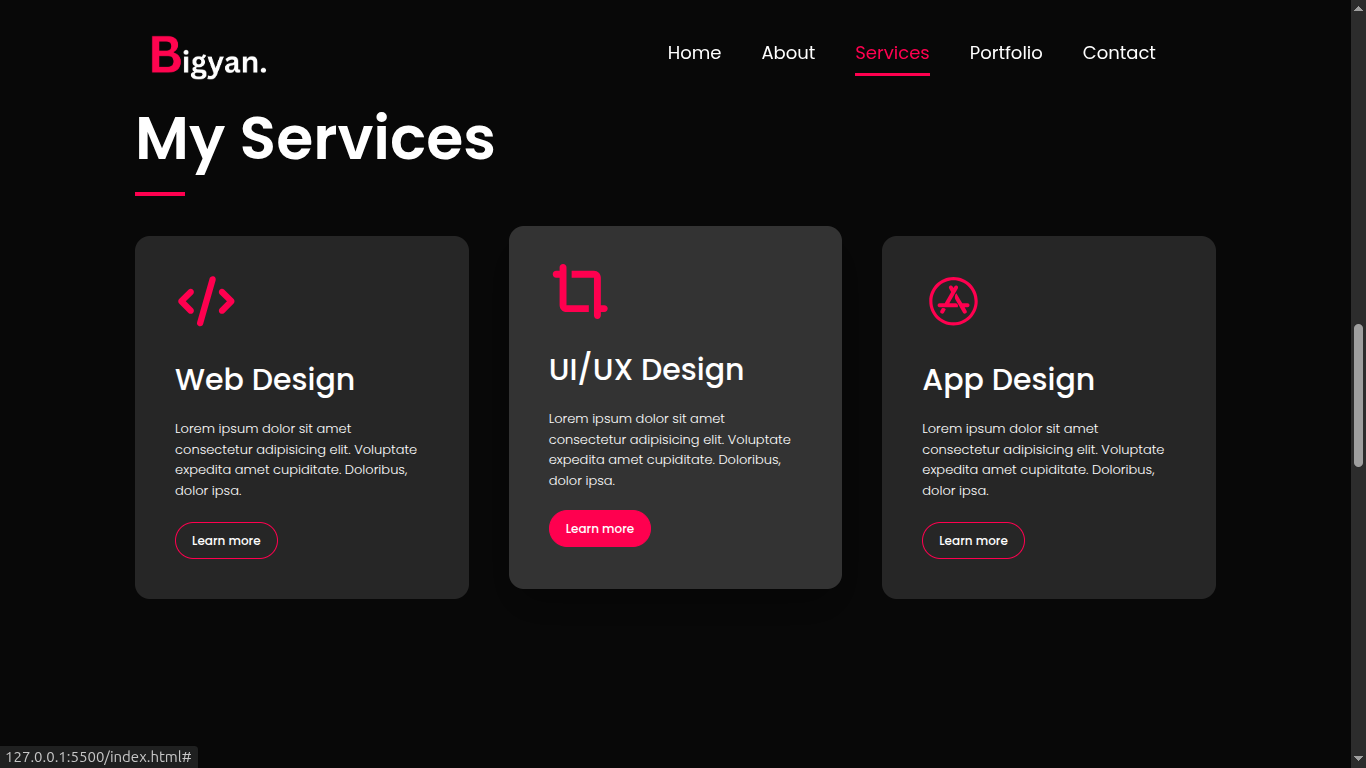 Bigyan.
Home About Services Portfolio Contact
My Services
Web Design
Lorem ipsum dolor sit amet
consectetur adipisicing elit. Voluptate
expedita amet cupiditate. Doloribus,
dolor ipsa.
Learn more
UI/UX Design
Lorem ipsum dolor sit amet
consectetur adipisicing elit. Voluptate
expedita amet cupiditate. Doloribus,
dolor ipsa.
Learn more
App Design
Lorem ipsum dolor sit amet
consectetur adipisicing elit. Voluptate
expedita amet cupiditate. Doloribus,
dolor ipsa.
Learn more
127.0.0.1:5500/index.html#